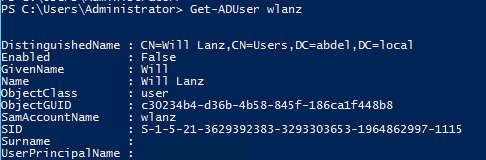 PS C:\Users\Administrator> Get-ADUser wlanz
DistinguishedName : CN=Will Lanz,CN=Users,DC=abdel,DC=local
Enabled : False
GivenName : Will
Name : Will Lanz
ObjectClass : user
ObjectGUID : c30234b4-d36b-4b58-845f-186ca1f448b8
SamAccountName : wlanz
SID : S-1-5-21-3629392383-3293303653-1964862997-1115
Surname :
UserPrincipalName :